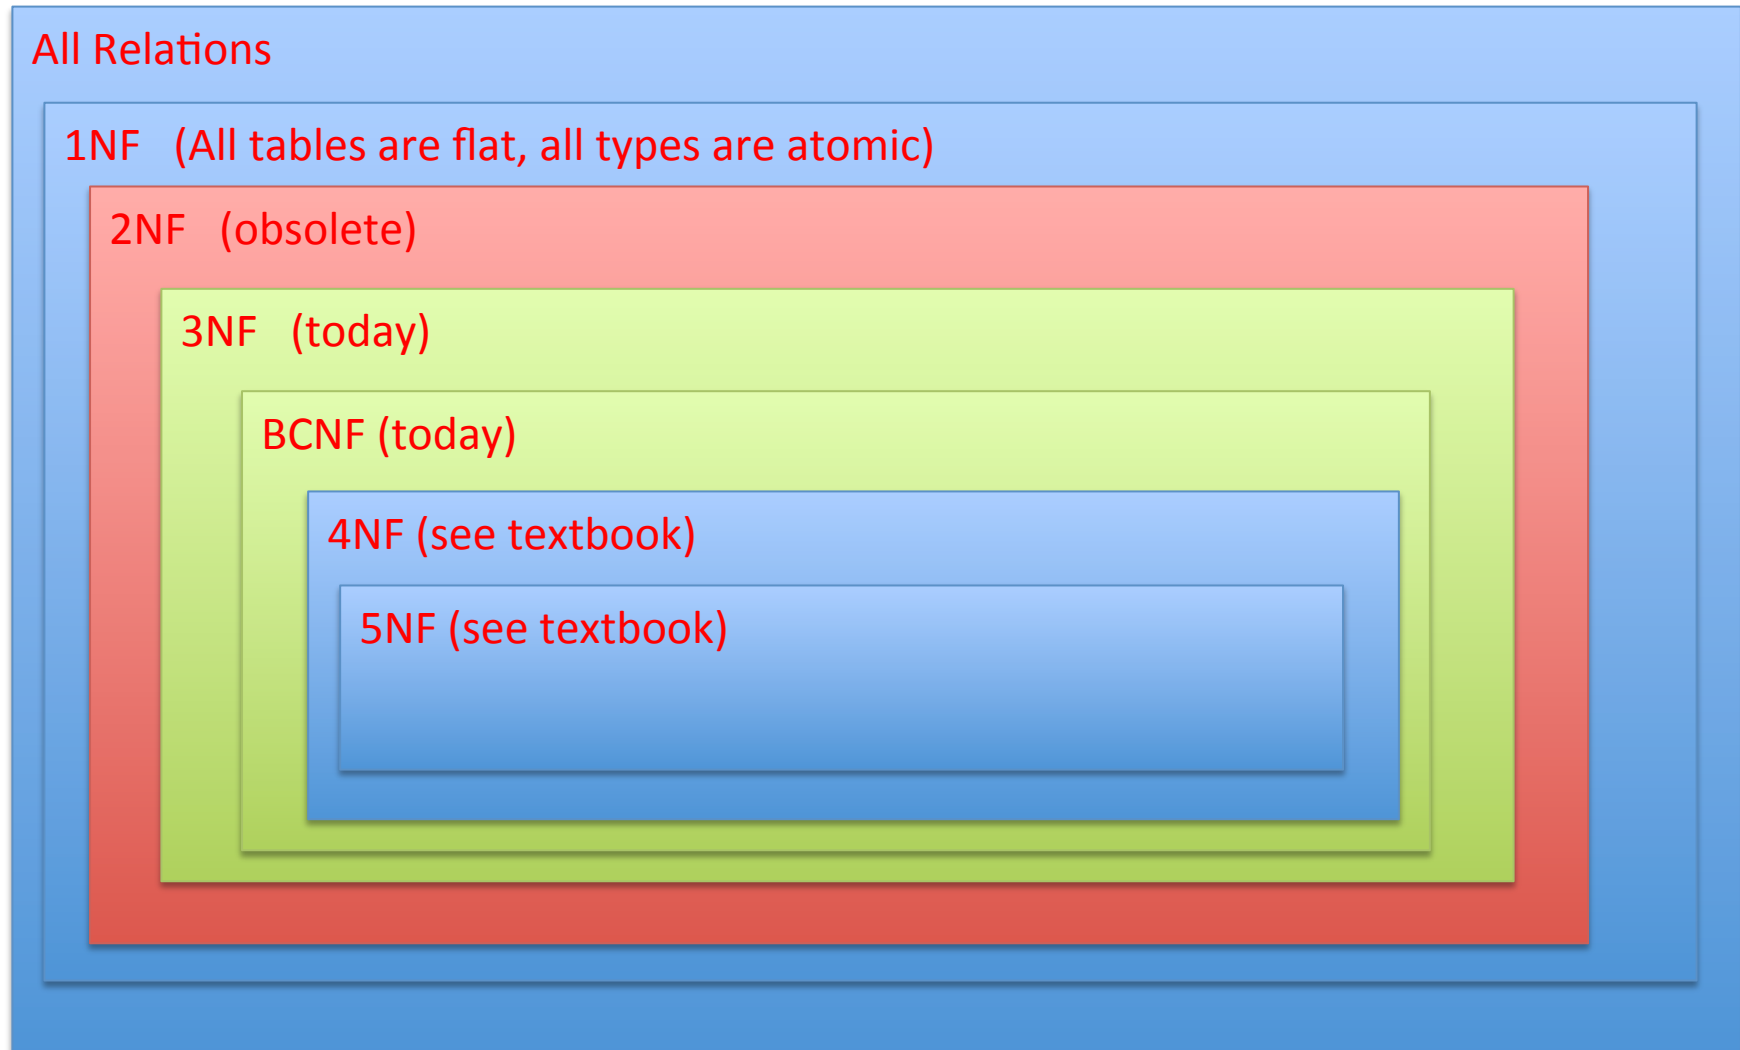 All Relations
1NF (All tables are flat, all types are atomic)
2NF (obsolete)
3NF (today)
BCNF (today)
4NF (see textbook)
5NF (see textbook)